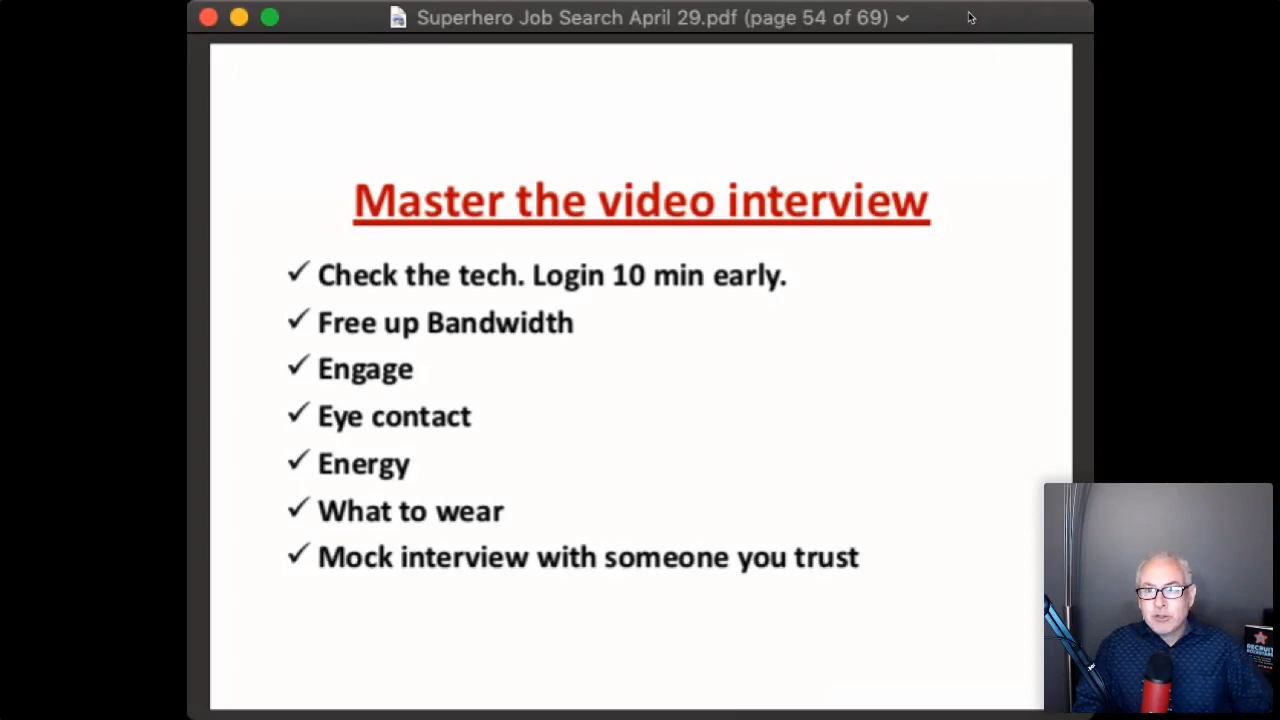 Superhero Job Search April 29.pdf (page 54 of 69)
Master the video interview
✓ Check the tech. Login 10 min early.
✓ Free up Bandwidth
✓ Engage
✓ Eye contact
✓ Energy
✓ What to wear
✓ Mock interview with someone you trust